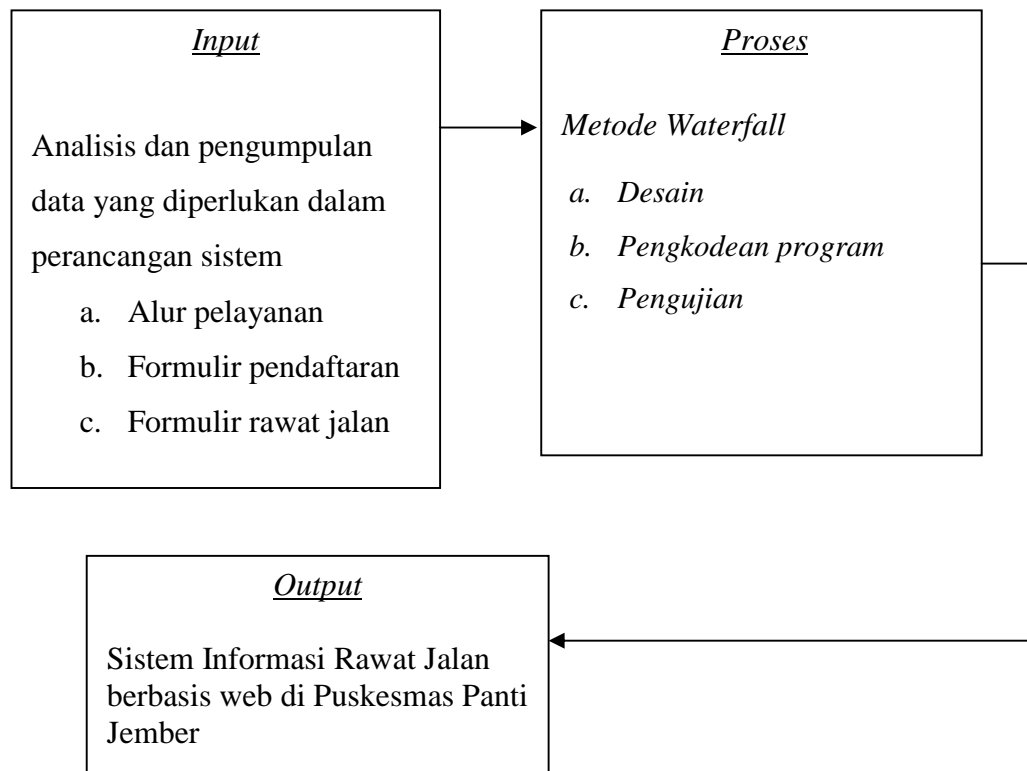 Input
Analisis dan pengumpulan
data yang diperlukan dalam
perancangan sistem
a. Alur pelayanan
b. Formulir pendaftaran
c. Formulir rawat jalan
Proses
Metode Waterfall
a. Desain
b. Pengkodean program
c. Pengujian
Output
Sistem Informasi Rawat Jalan
berbasis web di Puskesmas Panti
Jember